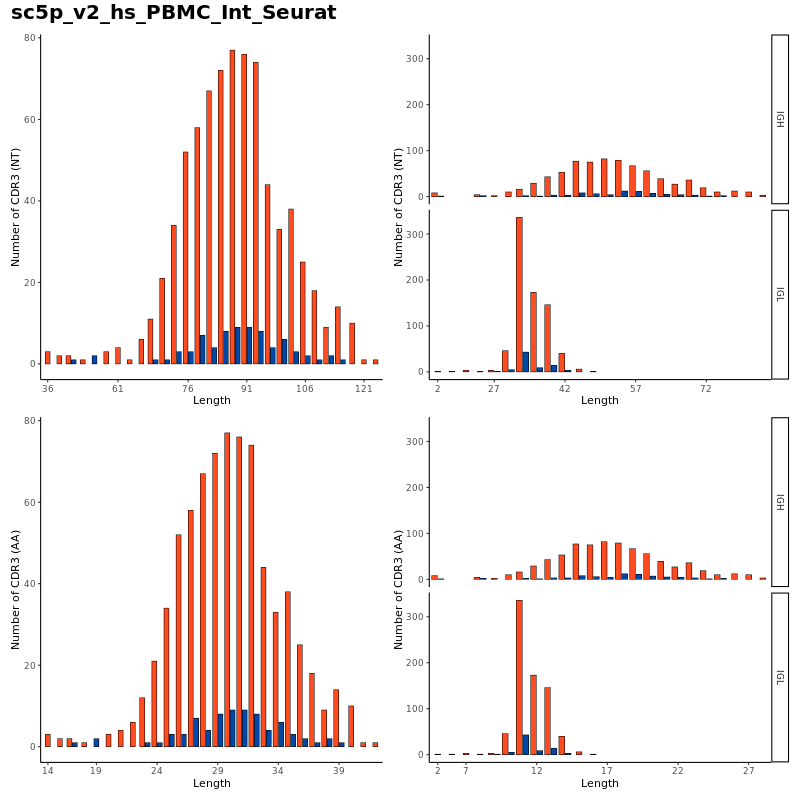 sc5p_v2_hs_PBMC_Int_Seurat
Number of CDR3 (NT)
80
60
40
20
0
36 61 76 91 106 121
Length
Number of CDR3 (NT)
300
200
100
0
IGH
300
200
100
0
IGL
2 27 42 57 72
Length
Number of CDR3 (AA)
80
60
40
20
0
14 19 24 29 34 39
Length
Number of CDR3 (AA)
300
200
100
0
IGH
300
200
100
0
IGL
2 7 12 17 22 27
Length